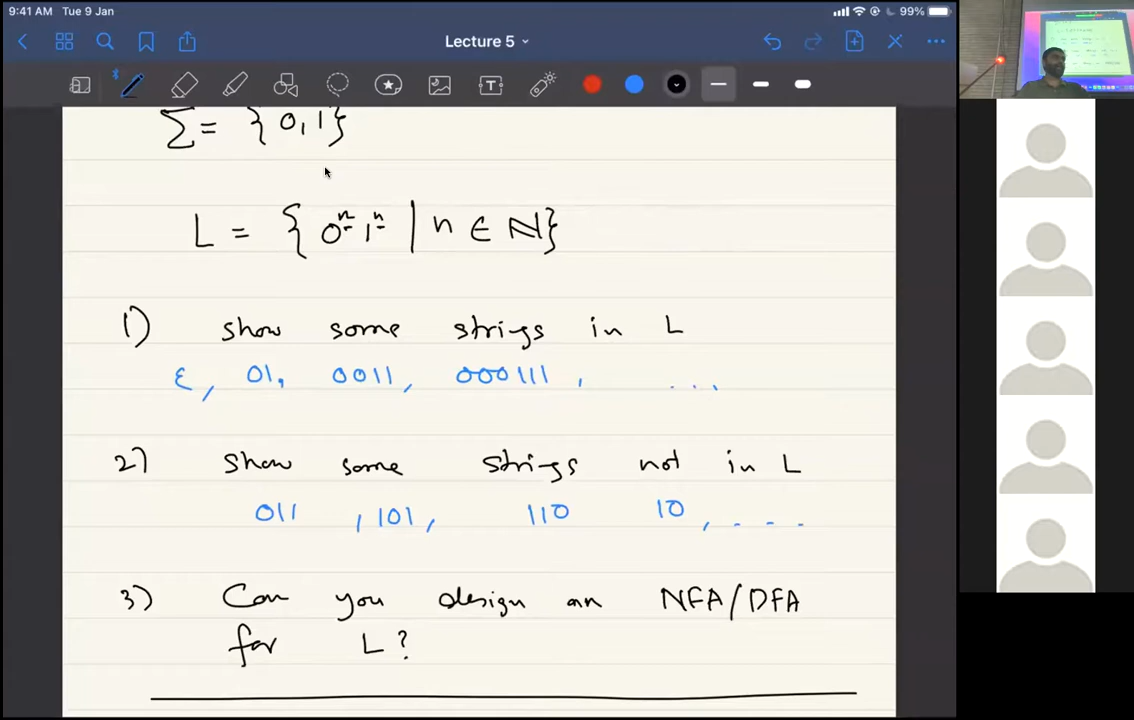 9:41 AM Tue 9 Jan
99%
Lecture 5
Σ = {0,1}
L = {0ⁿ1ⁿ | n ∈ ℕ}
1) show some strings in L
ε, 01, 0011, 000111, ...
2) show some strings not in L
011 , 101, 110 10, ....
3) Can you design an NFA/DFA
for L?